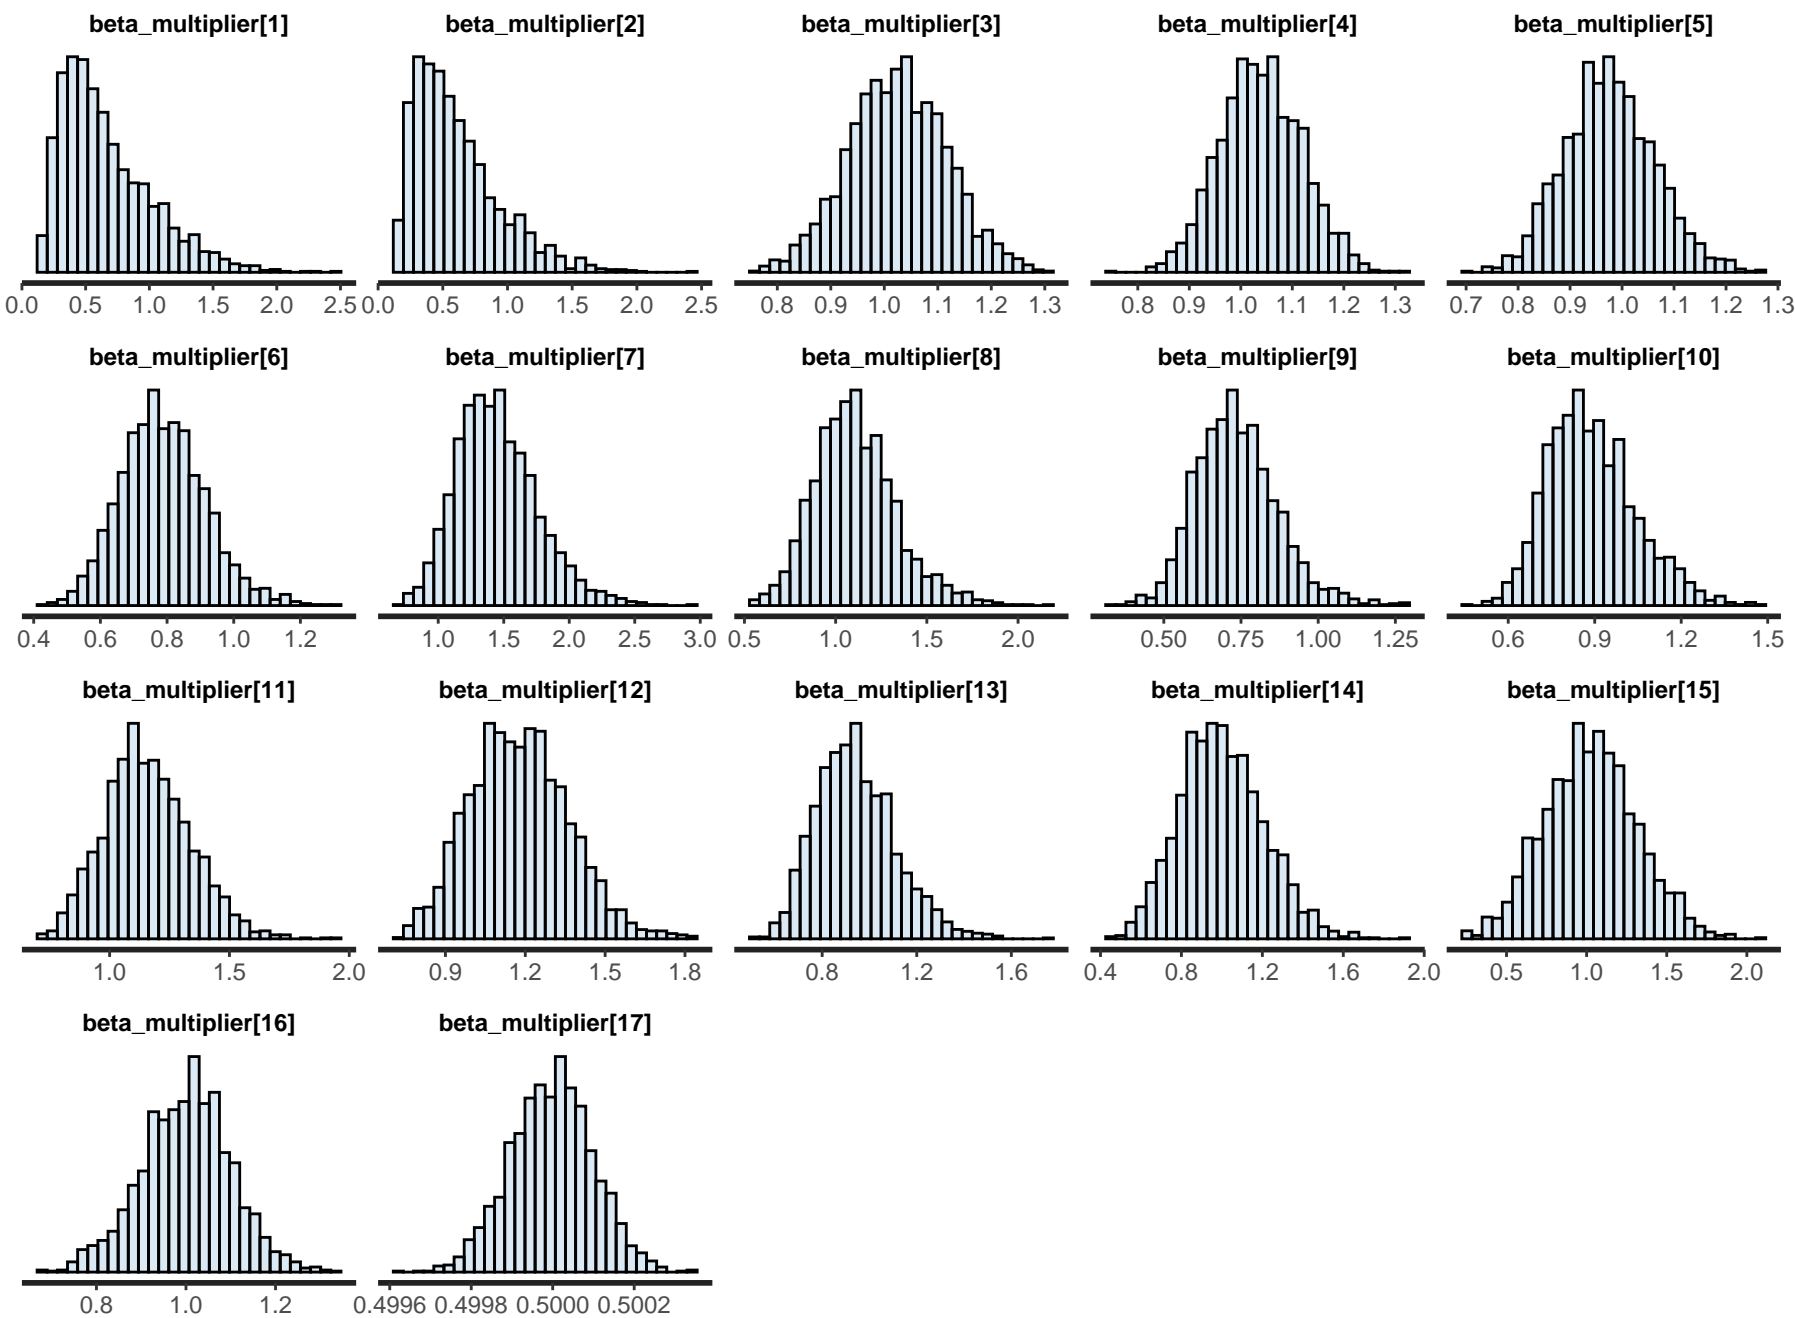 beta_multiplier[1] beta_multiplier[2] beta_multiplier[3] beta_multiplier[4] beta_multiplier[5]
0.0 0.5 1.0 1.5 2.0 2.5 0.0 0.5 1.0 1.5 2.0 2.5 0.8 0.9 1.0 1.1 1.2 1.3 0.8 0.9 1.0 1.1 1.2 1.3 0.7 0.8 0.9 1.0 1.1 1.2 1.3
beta_multiplier[6] beta_multiplier[7] beta_multiplier[8] beta_multiplier[9] beta_multiplier[10]
0.4 0.6 0.8 1.0 1.2 1.0 1.5 2.0 2.5 3.0 0.5 1.0 1.5 2.0 0.50 0.75 1.00 1.25 0.6 0.9 1.2 1.5
beta_multiplier[11] beta_multiplier[12] beta_multiplier[13] beta_multiplier[14] beta_multiplier[15]
1.0 1.5 2.0 0.9 1.2 1.5 1.8 0.8 1.2 1.6 0.4 0.8 1.2 1.6 2.0 0.5 1.0 1.5 2.0
beta_multiplier[16] beta_multiplier[17]
0.8 1.0 1.2 0.4996 0.4998 0.5000 0.5002